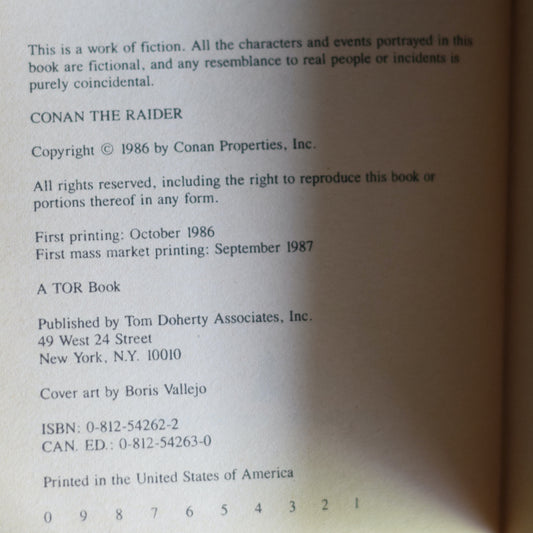 This is a work of fiction. All the characters and events portrayed in this
book are fictional, and any resemblance to real people or incidents is
purely coincidental.
CONAN THE RAIDER
Copyright © 1986 by Conan Properties, Inc.
All rights reserved, including the right to reproduce this book or
portions thereof in any form.
First printing: October 1986
First mass market printing: September 1987
A TOR Book
Published by Tom Doherty Associates, Inc.
49 West 24 Street
New York, N.Y. 10010
Cover art by Boris Vallejo
ISBN: 0-812-54262-2
CAN. ED.: 0-812-54263-0
Printed in the United States of America
0 9 8 7 6 5 4 3 2 1